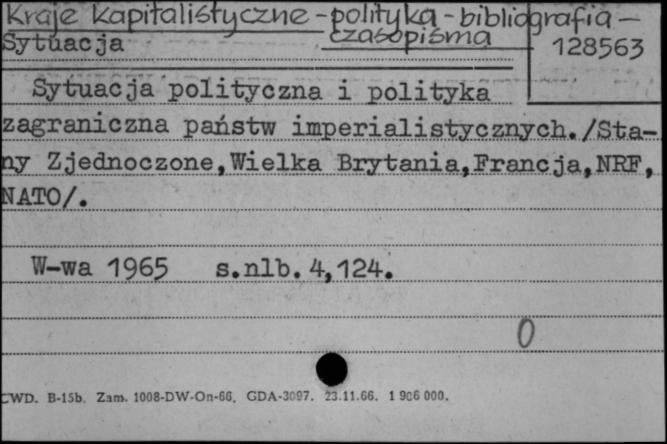 Kraje kapitalistyczne - polityka - bibliografia -
czasopisma
Sytuacja
128563
Sytuacja polityczna i polityka
zagraniczna państw imperialistycznych./Sta-
ny Zjednoczone,Wielka Brytania,Francja,NRF,
NATO/.
W-wa 1965 s.nlb. 4,124.
0
CWD. B-15b. Zam. 1008-DW-On-66. GDA-3097. 23.11.66. 1 906 000.